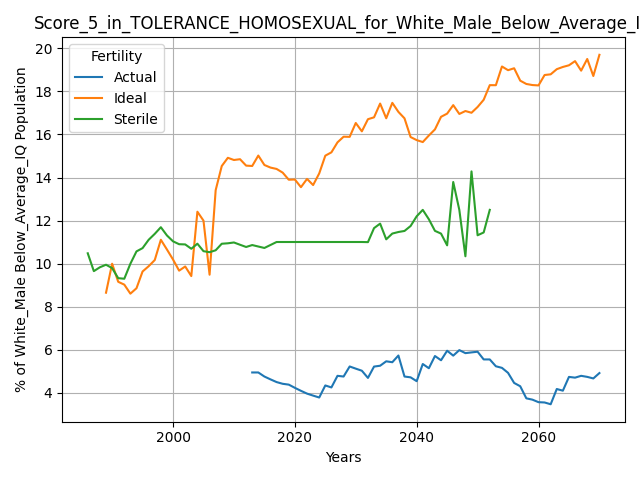 Score_5_in_TOLERANCE_HOMOSEXUAL_for_White_Male_Below_Average_I
20
18
16
14
12
10
8
6
4
% of White_Male Below_Average_IQ Population
Fertility
Actual
Ideal
Sterile
2000
2020
2040
2060
Years